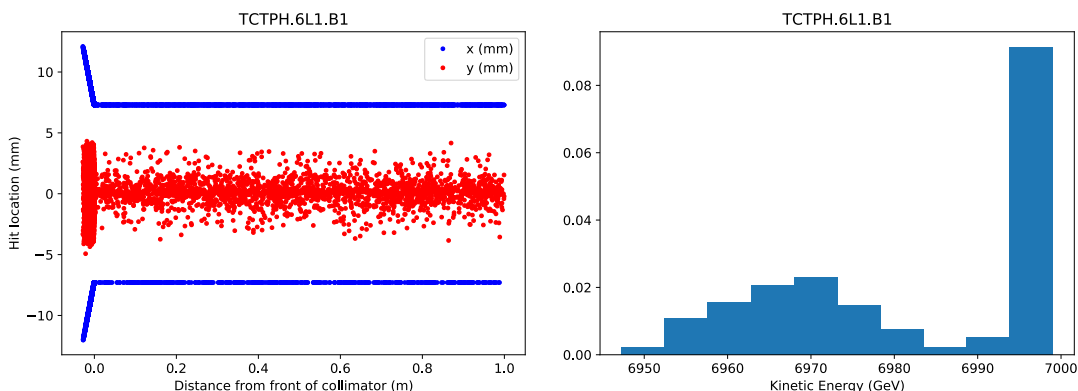 TCTPH.6L1.B1
x (mm)
y (mm)
Hit location (mm)
10
5
0
−5
−10
0.0 0.2 0.4 0.6 0.8 1.0
Distance from front of collimator (m)
TCTPH.6L1.B1
0.08
0.06
0.04
0.02
0.00
6950 6960 6970 6980 6990 7000
Kinetic Energy (GeV)